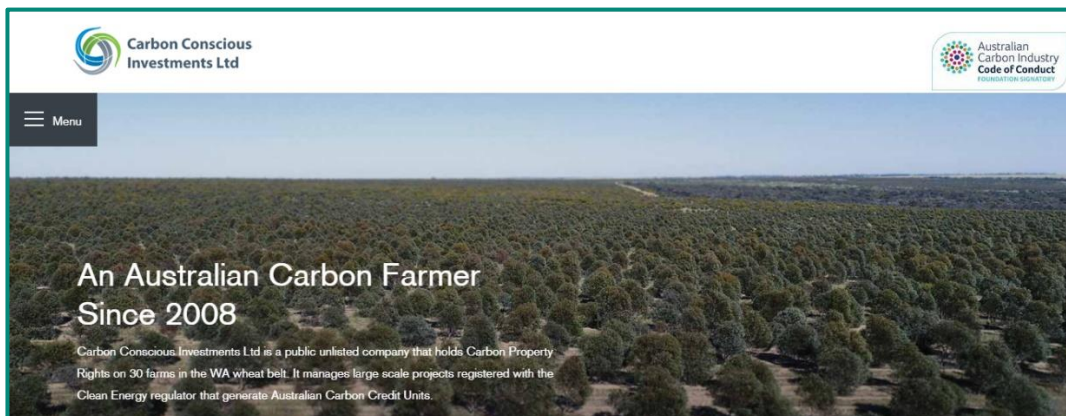 Carbon Conscious
Investments Ltd
Australian
Carbon Industry
Code of Conduct
FOUNDATION SIGNATORY
Menu
An Australian Carbon Farmer
Since 2008
Carbon Conscious Investments Ltd is a public unlisted company that holds Carbon Property
Rights on 30 farms in the WA wheat belt. It manages large scale projects registered with the
Clean Energy regulator that generate Australian Carbon Credit Units.